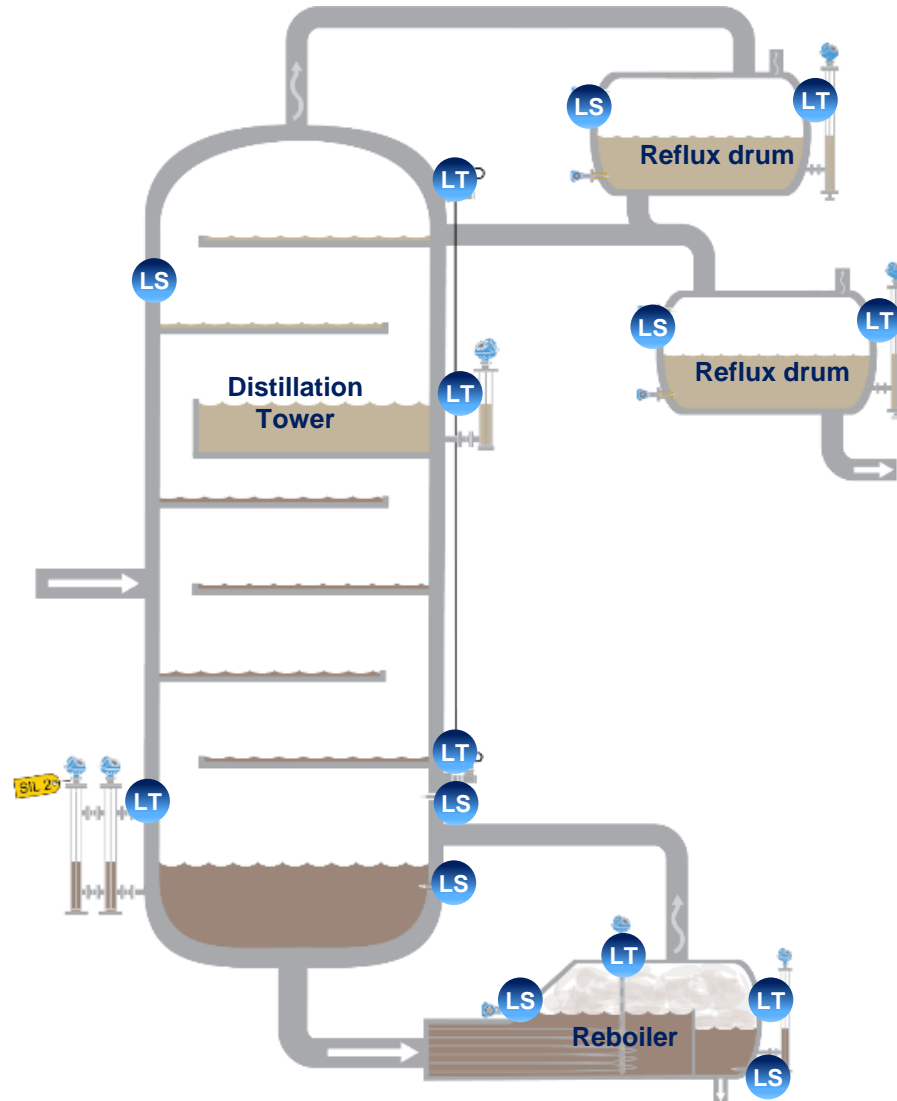 LS
LT
Reflux drum
LT
LS
LS
LT
Reflux drum
Distillation
Tower
LT
LT
SIL 2
LT
LS
LS
LT
LS
LT
Reboiler
LS